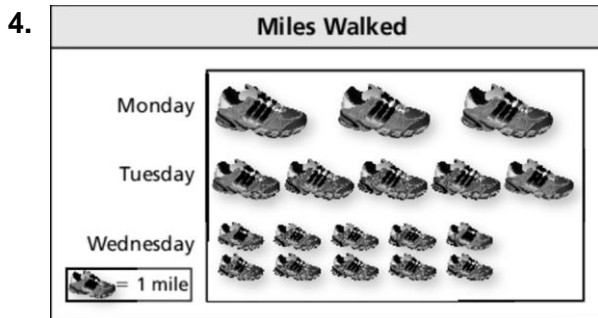 4.
Miles Walked
Monday
Tuesday
Wednesday
= 1 mile